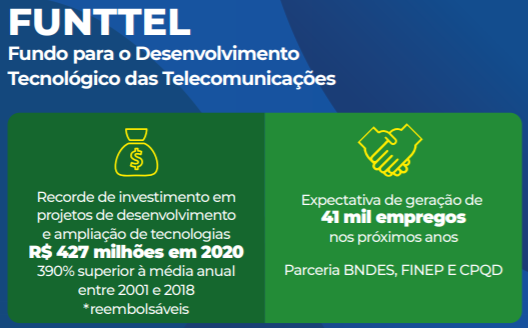 FUNTTEL
Fundo para o Desenvolvimento
Tecnológico das Telecomunicações
$
Recorde de investimento em
projetos de desenvolvimento
e ampliação de tecnologias
R$ 427 milhões em 2020
390% superior à média anual
entre 2001 e 2018
*reembolsáveis
Expectativa de geração de
41 mil empregos
nos próximos anos
Parceria BNDES, FINEP E CPQD